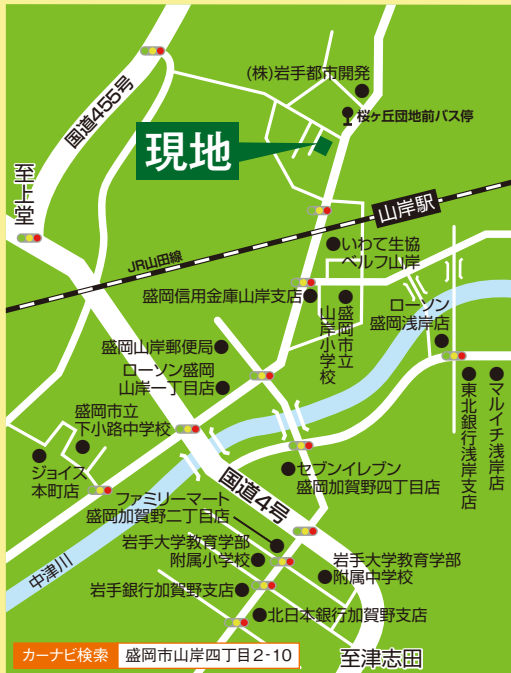 国道455号
(株)岩手都市開発
桜ヶ丘団地前バス停
現地
至上堂
山岸駅
JR山田線
いわて生協
ベルフ山岸
盛岡信用金庫山岸支店
盛岡市立
山岸小学校
ローソン
盛岡浅岸店
盛岡山岸郵便局
ローソン盛岡
山岸一丁目店
盛岡市立
下小路中学校
東北銀行浅岸支店
マルイチ浅岸店
ジョイス
本町店
国道4号
セブンイレブン
盛岡加賀野四丁目店
ファミリーマート
盛岡加賀野二丁目店
中津川
岩手大学教育学部
附属小学校
岩手大学教育学部
附属中学校
岩手銀行加賀野支店
北日本銀行加賀野支店
カーナビ検索 盛岡市山岸四丁目2-10
至津志田